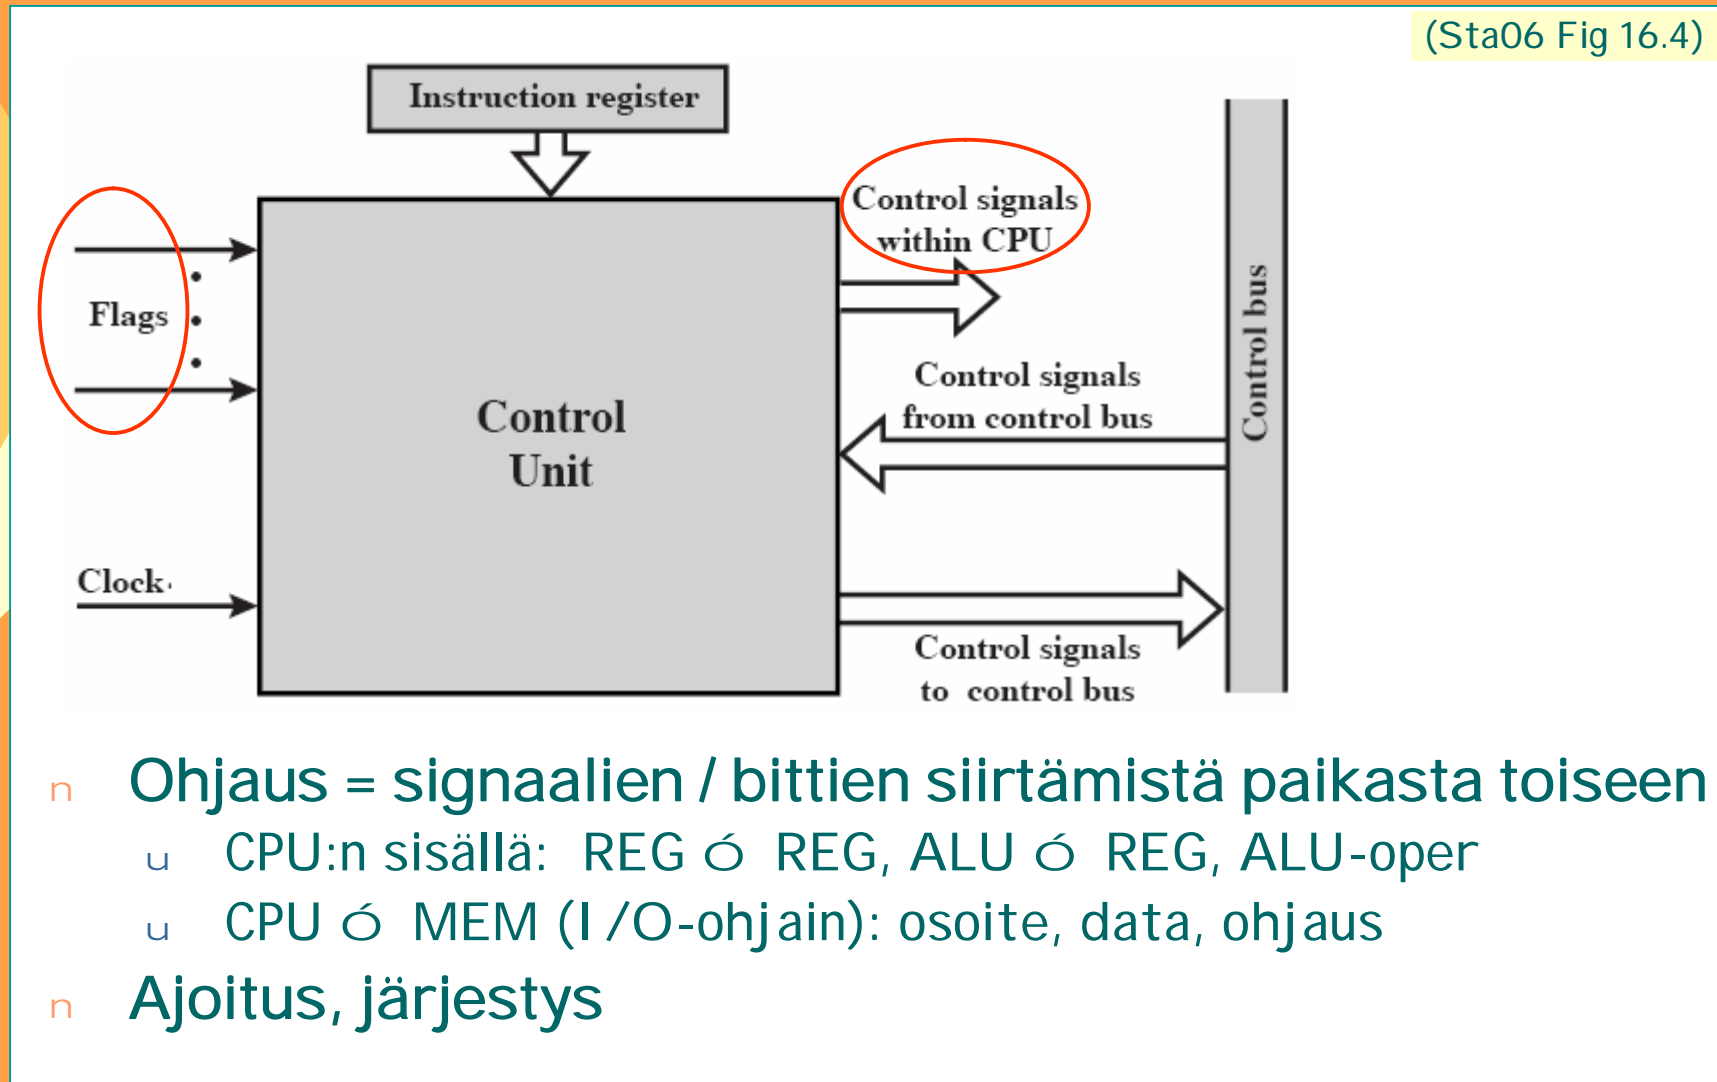 (Sta06 Fig 16.4)
Instruction register
Control signals
within CPU
Flags
Control bus
Control signals
from control bus
Control
Unit
Clock
Control signals
to control bus
n Ohjaus = signaalien / bittien siirtämistä paikasta toiseen
u CPU:n sisällä: REG ó REG, ALU ó REG, ALU-oper
u CPU ó MEM (I/O-ohjain): osoite, data, ohjaus
n Ajoitus, järjestys